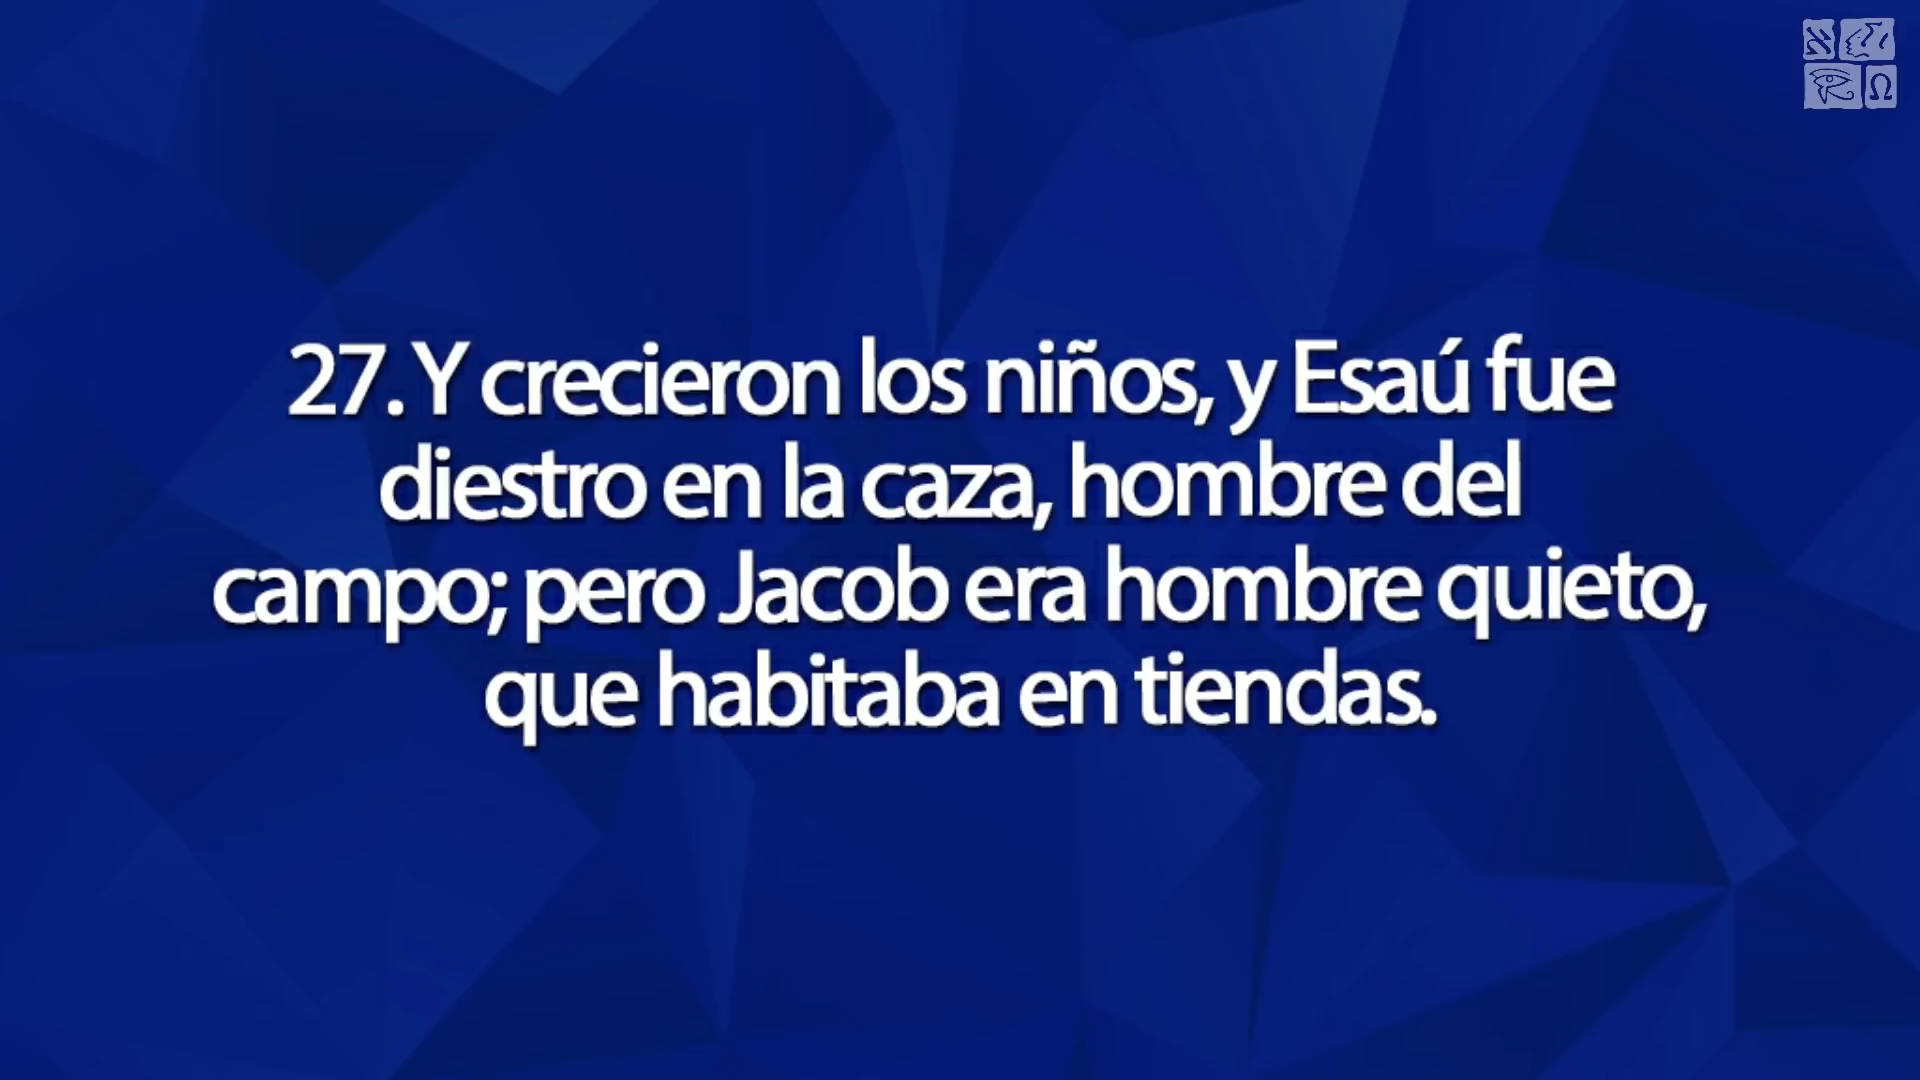 27. Y crecieron los niños, y Esaú fue
diestro en la caza, hombre del
campo; pero Jacob era hombre quieto,
que habitaba en tiendas.